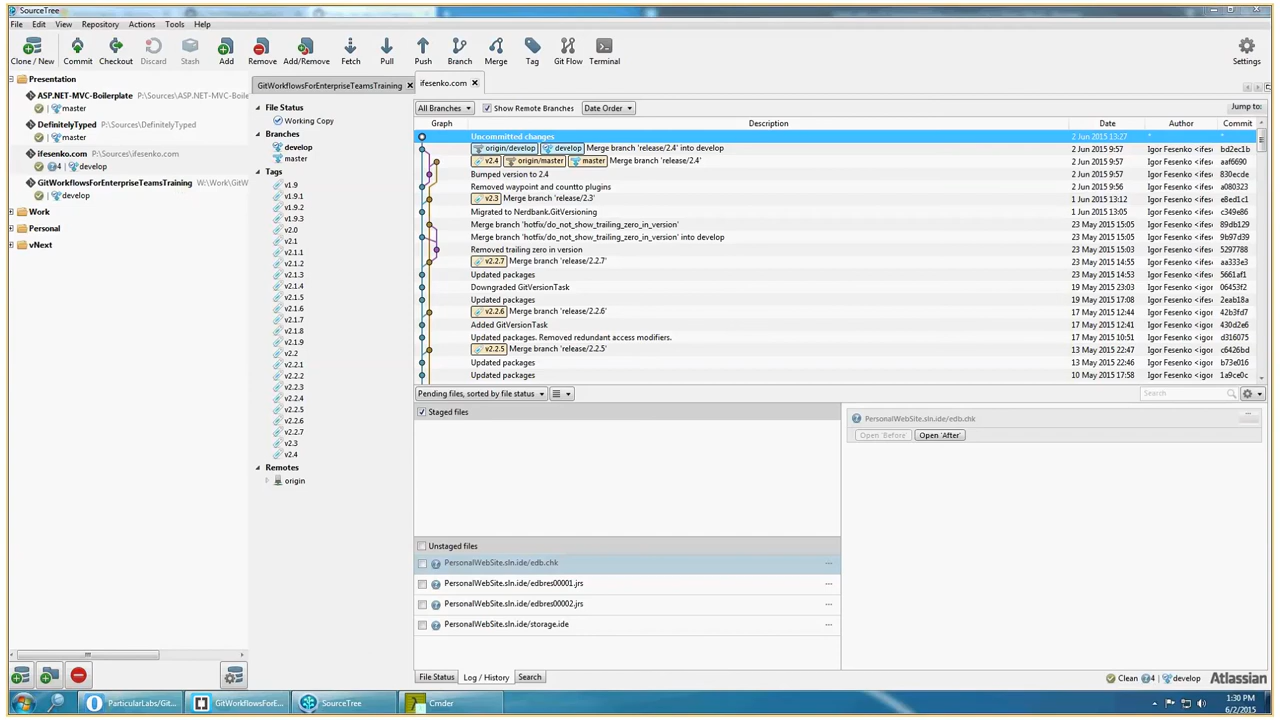 SourceTree
File Edit View Repository Actions Tools Help
Clone / New Commit Checkout Discard Stash Add Remove Add/Remove Fetch Pull Push Branch Merge Tag Git Flow Terminal Settings
Presentation
ASP.NET-MVC-Boilerplate P:\Sources\ASP.NET-MVC-Boile
master
DefinitelyTyped P:\Sources\DefinitelyTyped
master
ifesenko.com P:\Sources\ifesenko.com
4 develop
GitWorkflowsForEnterpriseTeamsTraining W:\Work\GitW
develop
Work
Personal
vNext
GitWorkflowsForEnterpriseTeamsTraining ifesenko.com
File Status
Working Copy
Branches
develop
master
Tags
v1.9
v1.9.1
v1.9.2
v1.9.3
v2.0
v2.1
v2.1.1
v2.1.2
v2.1.3
v2.1.4
v2.1.5
v2.1.6
v2.1.7
v2.1.8
v2.1.9
v2.2
v2.2.1
v2.2.2
v2.2.3
v2.2.4
v2.2.5
v2.2.6
v2.2.7
v2.3
v2.4
Remotes
origin
All Branches Show Remote Branches Date Order Jump to:
Graph Description Date Author Commit
Uncommitted changes 2 Jun 2015 13:27 * *
origin/develop develop Merge branch 'release/2.4' into develop 2 Jun 2015 9:57 Igor Fesenko <ifese bd2ec1b
v2.4 origin/master master Merge branch 'release/2.4' 2 Jun 2015 9:57 Igor Fesenko <ifese aaf6690
Bumped version to 2.4 2 Jun 2015 9:57 Igor Fesenko <ifese 830ecde
Removed waypoint and countto plugins 2 Jun 2015 9:56 Igor Fesenko <ifese a080323
v2.3 Merge branch 'release/2.3' 1 Jun 2015 13:12 Igor Fesenko <ifese e8ed1c1
Migrated to Nerdbank.GitVersioning 1 Jun 2015 13:05 Igor Fesenko <ifese c349e86
Merge branch 'hotfix/do_not_show_trailing_zero_in_version' 23 May 2015 15:05 Igor Fesenko <ifese 89db129
Merge branch 'hotfix/do_not_show_trailing_zero_in_version' into develop 23 May 2015 15:05 Igor Fesenko <ifese 9b97d39
Removed trailing zero in version 23 May 2015 15:05 Igor Fesenko <ifese 5297788
v2.2.7 Merge branch 'release/2.2.7' 23 May 2015 14:55 Igor Fesenko <ifese aa333e3
Updated packages 23 May 2015 14:53 Igor Fesenko <ifese 5661af1
Downgraded GitVersionTask 19 May 2015 23:03 Igor Fesenko <ifese 06453f2
Updated packages 19 May 2015 17:08 Igor Fesenko <ifese 2eab18a
v2.2.6 Merge branch 'release/2.2.6' 17 May 2015 12:44 Igor Fesenko <ifese 42b3fd7
Added GitVersionTask 17 May 2015 12:41 Igor Fesenko <ifese 430d2e6
Updated packages. Removed redundant access modifiers. 17 May 2015 10:51 Igor Fesenko <ifese d316075
v2.2.5 Merge branch 'release/2.2.5' 13 May 2015 22:47 Igor Fesenko <ifese c6426bd
Updated packages 13 May 2015 22:46 Igor Fesenko <ifese b73e016
Updated packages 10 May 2015 17:58 Igor Fesenko <ifese 1a9ce0c
Pending files, sorted by file status Search
Staged files
PersonalWebSite.sln.ide/edb.chk
Open 'Before' Open 'After'
Unstaged files
PersonalWebSite.sln.ide/edb.chk
PersonalWebSite.sln.ide/edbres00001.jrs
PersonalWebSite.sln.ide/edbres00002.jrs
PersonalWebSite.sln.ide/storage.ide
File Status Log / History Search Clean 4 develop Atlassian
ParticularLabs/Git... GitWorkflowsForE... SourceTree Cmder
1:30 PM
6/2/2015